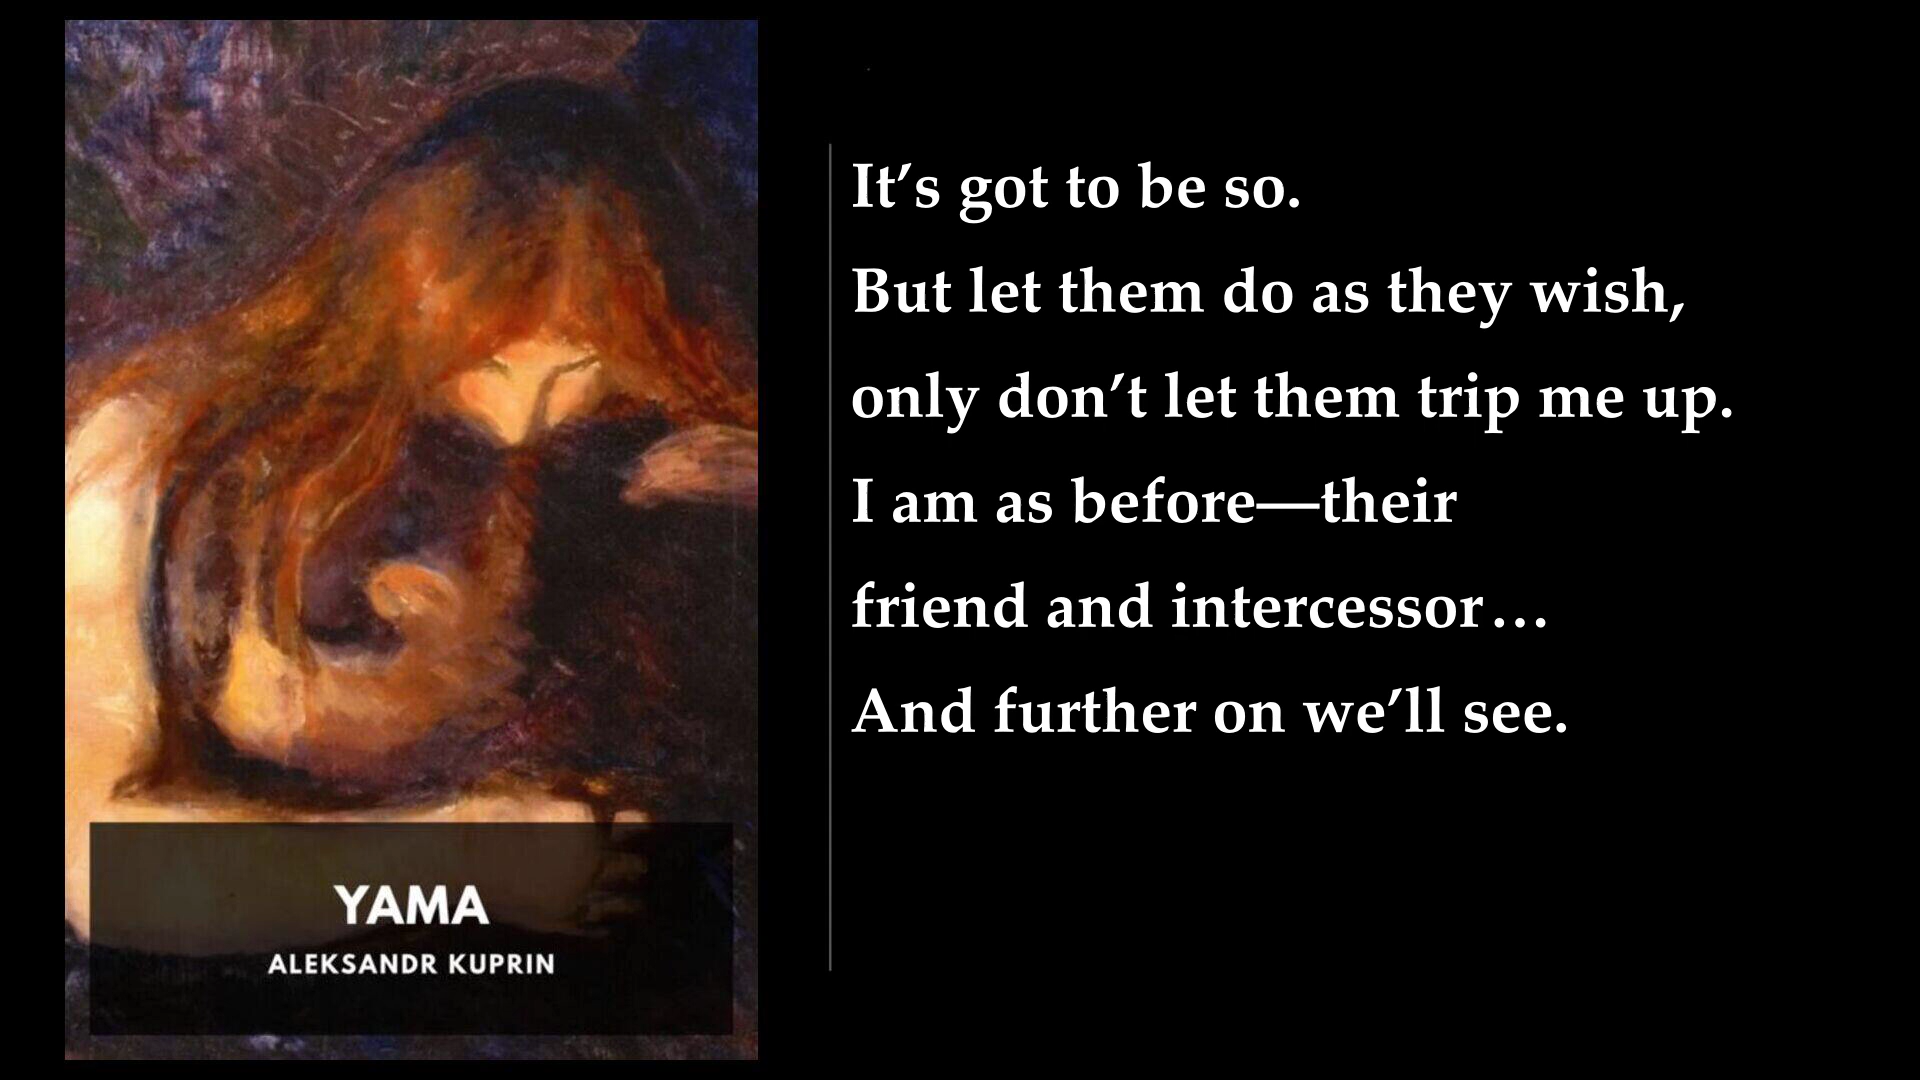 It’s got to be so.
But let them do as they wish,
only don’t let them trip me up.
I am as before—their
friend and intercessor…
And further on we’ll see.
YAMA
ALEKSANDR KUPRIN